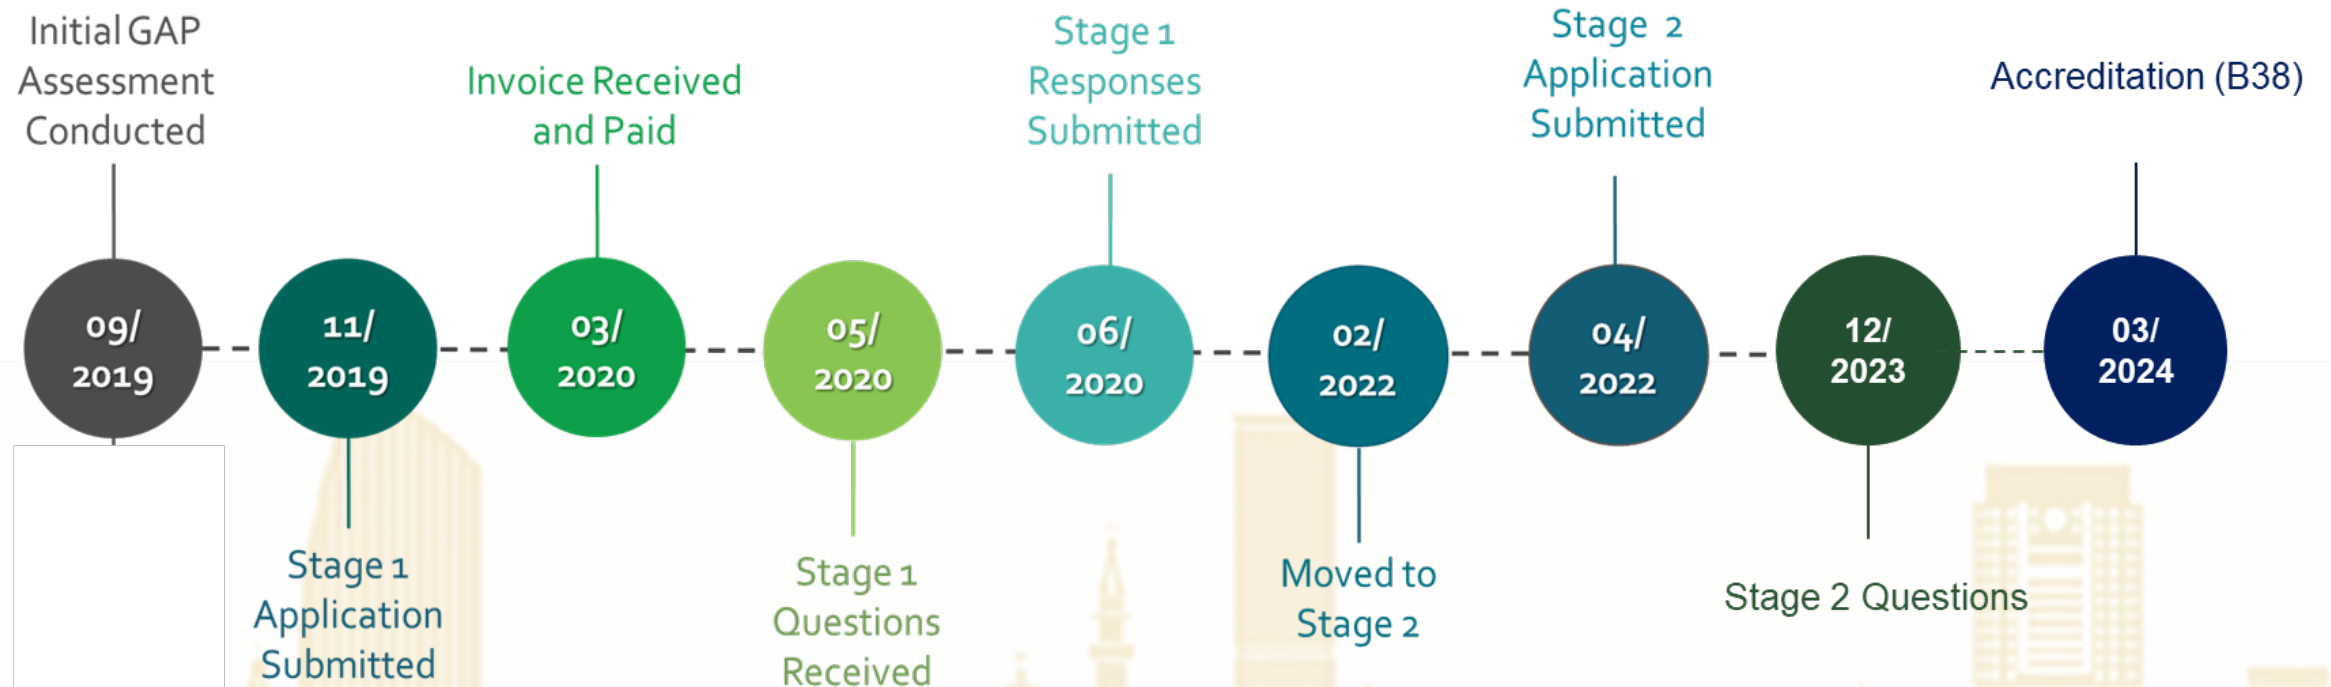 Initial GAP
Assessment
Conducted
Invoice Received
and Paid
Stage 1
Responses
Submitted
Stage 2
Application
Submitted
Accreditation (B38)
09/
2019
11/
2019
03/
2020
05/
2020
06/
2020
02/
2022
04/
2022
12/
2023
03/
2024
Stage 1
Application
Submitted
Stage 1
Questions
Received
Moved to
Stage 2
Stage 2 Questions